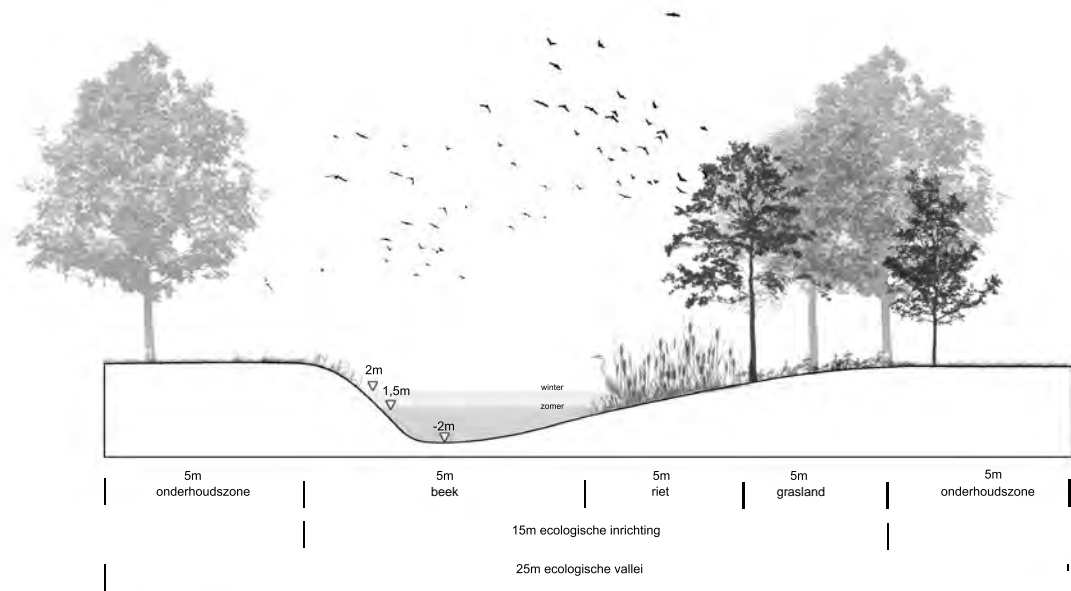 2m
1,5m
-2m
winter
zomer
5m
onderhoudszone
5m
beek
5m
riet
5m
grasland
5m
onderhoudszone
15m ecologische inrichting
25m ecologische vallei